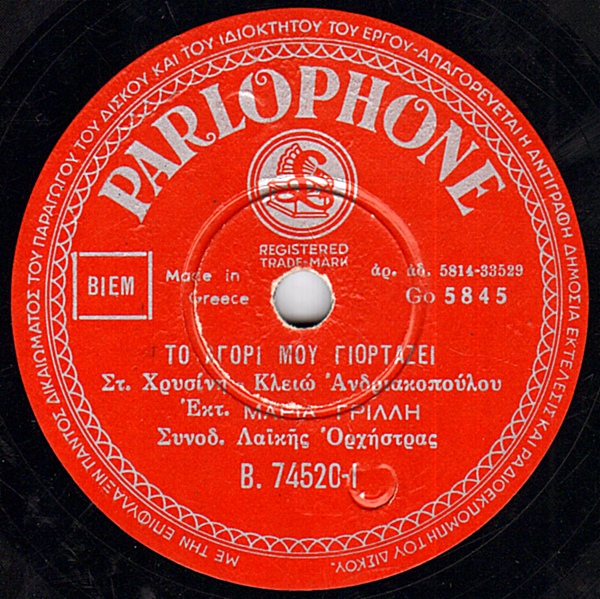 ΜΕ ΤΗΝ ΕΠΙΦΥΛΑΞΙΝ ΠΑΝΤΟΣ ΔΙΚΑΙΩΜΑΤΟΣ ΤΟΥ ΠΑΡΑΓΩΓΟΥ ΤΟΥ ΔΙΣΚΟΥ ΚΑΙ ΤΟΥ ΙΔΙΟΚΤΗΤΟΥ ΤΟΥ ΕΡΓΟΥ-ΑΠΑΓΟΡΕΥΕΤΑΙ Η ΑΝΤΙΓΡΑΦΗ ΔΗΜΟΣΙΑ ΕΚΤΕΛΕΣΙΣ ΚΑΙ ΡΑΔΙΟΕΚΠΟΜΠΗ ΤΟΥ ΔΙΣΚΟΥ.
PARLOPHONE
REGISTERED
TRADE-MARK
BIEM
Made in
Greece
ἀρ. ἀδ. 5814-33529
Go 5845
ΤΟ ΑΓΟΡΙ ΜΟΥ ΓΙΟΡΤΑΖΕΙ
Στ. Χρυσίνη - Κλειώ Ἀνδριακοπούλου
Ἐκτ. ΜΑΡΙΑ ΓΡΙΛΛΗ
Συνοδ. Λαϊκῆς Ὀρχήστρας
B. 74520-I